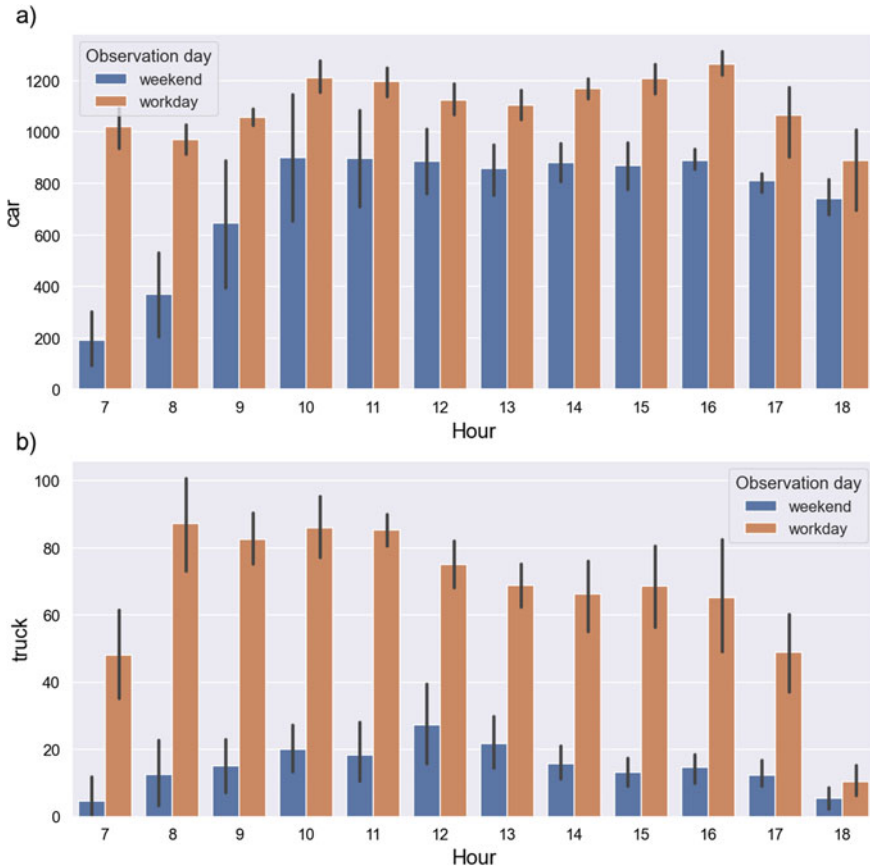 a)
Observation day
weekend
workday
1200
1000
800
600
400
200
0
car
7 8 9 10 11 12 13 14 15 16 17 18
Hour
b)
Observation day
weekend
workday
100
80
60
40
20
0
truck
7 8 9 10 11 12 13 14 15 16 17 18
Hour